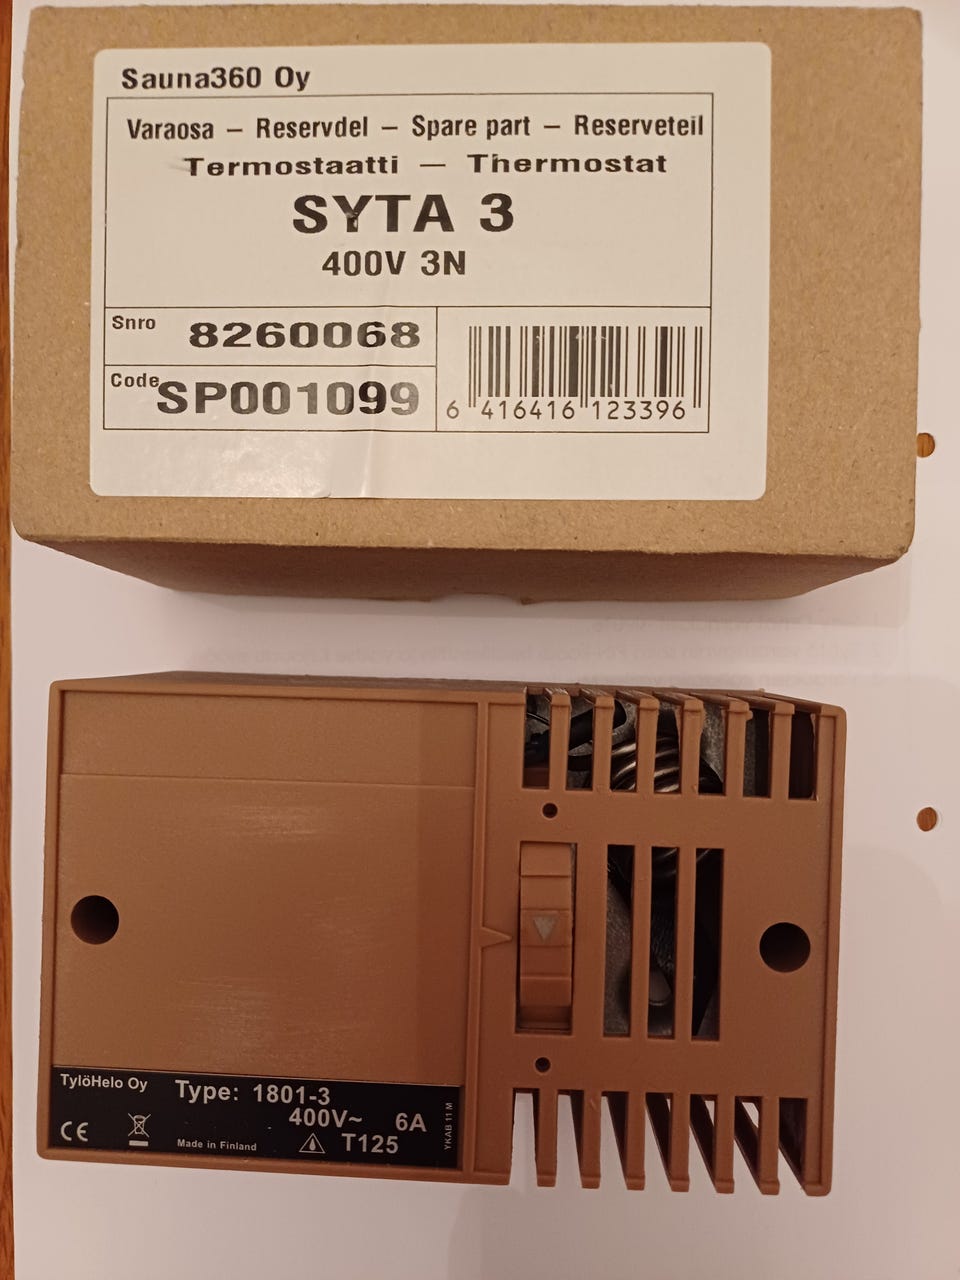 Sauna360 Oy
Varaosa – Reservdel – Spare part – Reserveteil
Termostaatti – Thermostat
SYTA 3
400V 3N
Snro 8260068
Code SP001099
6 416416 123396
TylöHelo Oy
Type: 1801-3
400V~ 6A
T125
CE
Made in Finland
YKAB 11 M